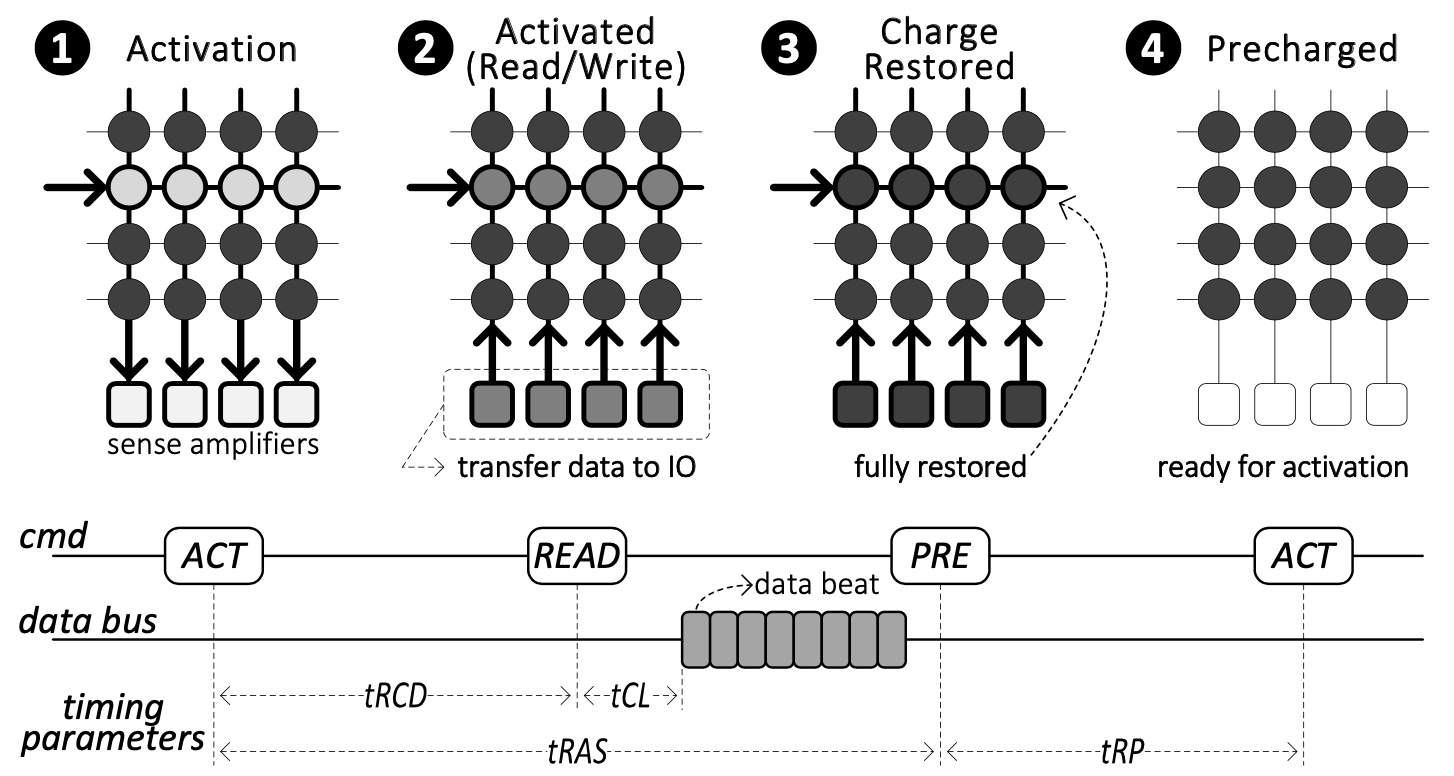 1 Activation
2 Activated
(Read/Write)
3 Charge
Restored
4 Precharged
sense amplifiers
transfer data to IO
fully restored
ready for activation
cmd
ACT
READ
PRE
ACT
data beat
data bus
tRCD
tCL
timing
parameters
tRAS
tRP